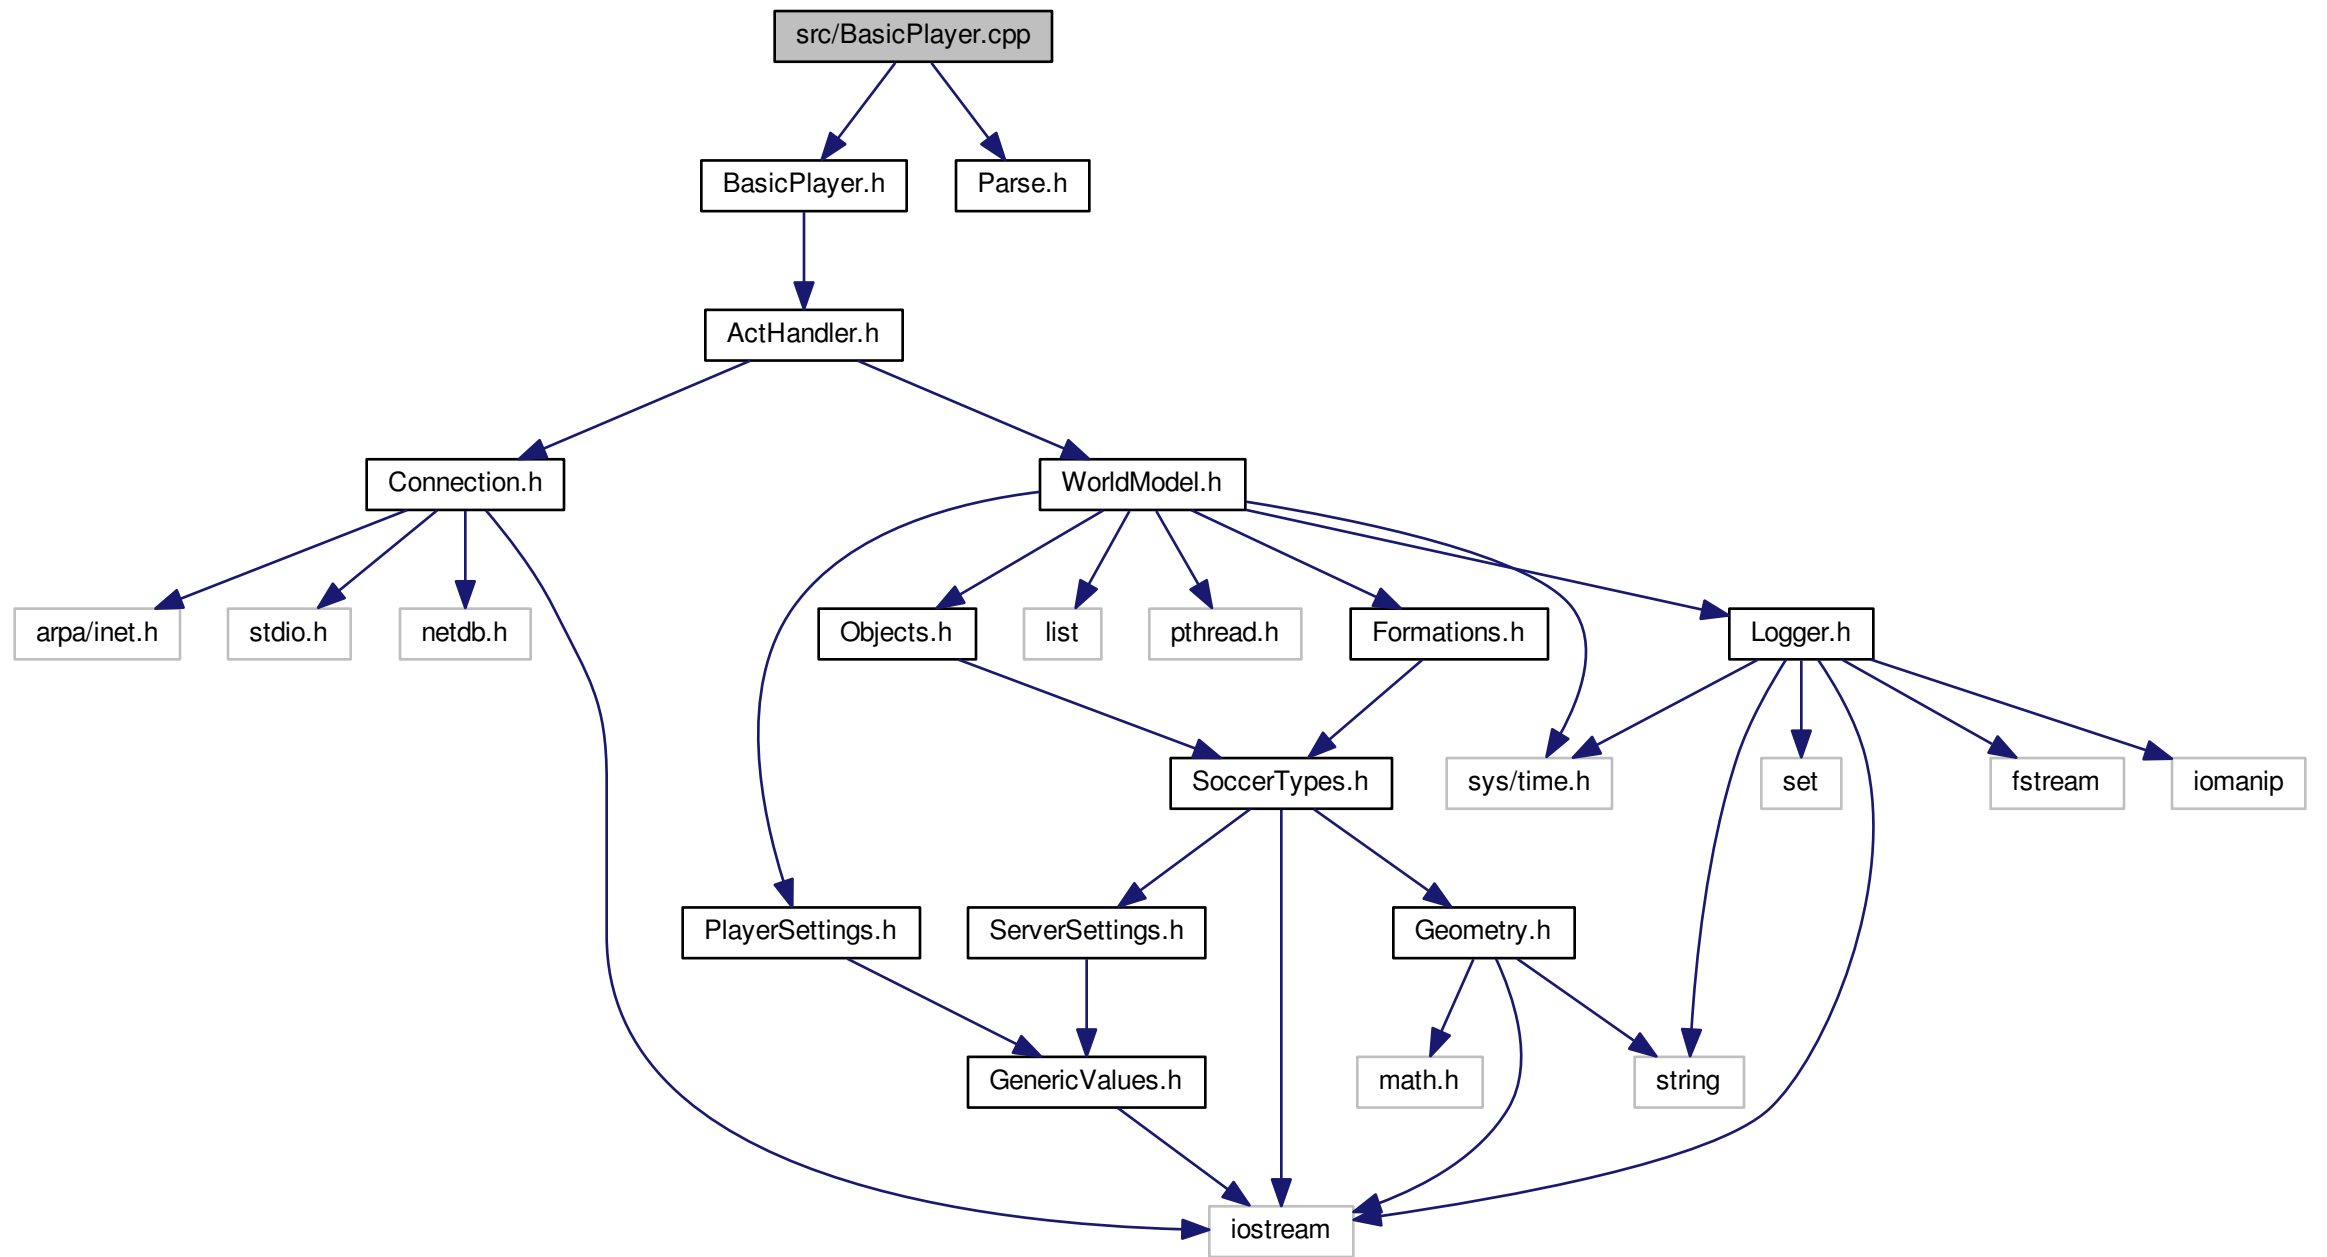 src/BasicPlayer.cpp
BasicPlayer.h
Parse.h
ActHandler.h
Connection.h
WorldModel.h
arpa/inet.h
stdio.h
netdb.h
Objects.h
list
pthread.h
Formations.h
Logger.h
SoccerTypes.h
sys/time.h
set
fstream
iomanip
PlayerSettings.h
ServerSettings.h
Geometry.h
GenericValues.h
math.h
string
iostream